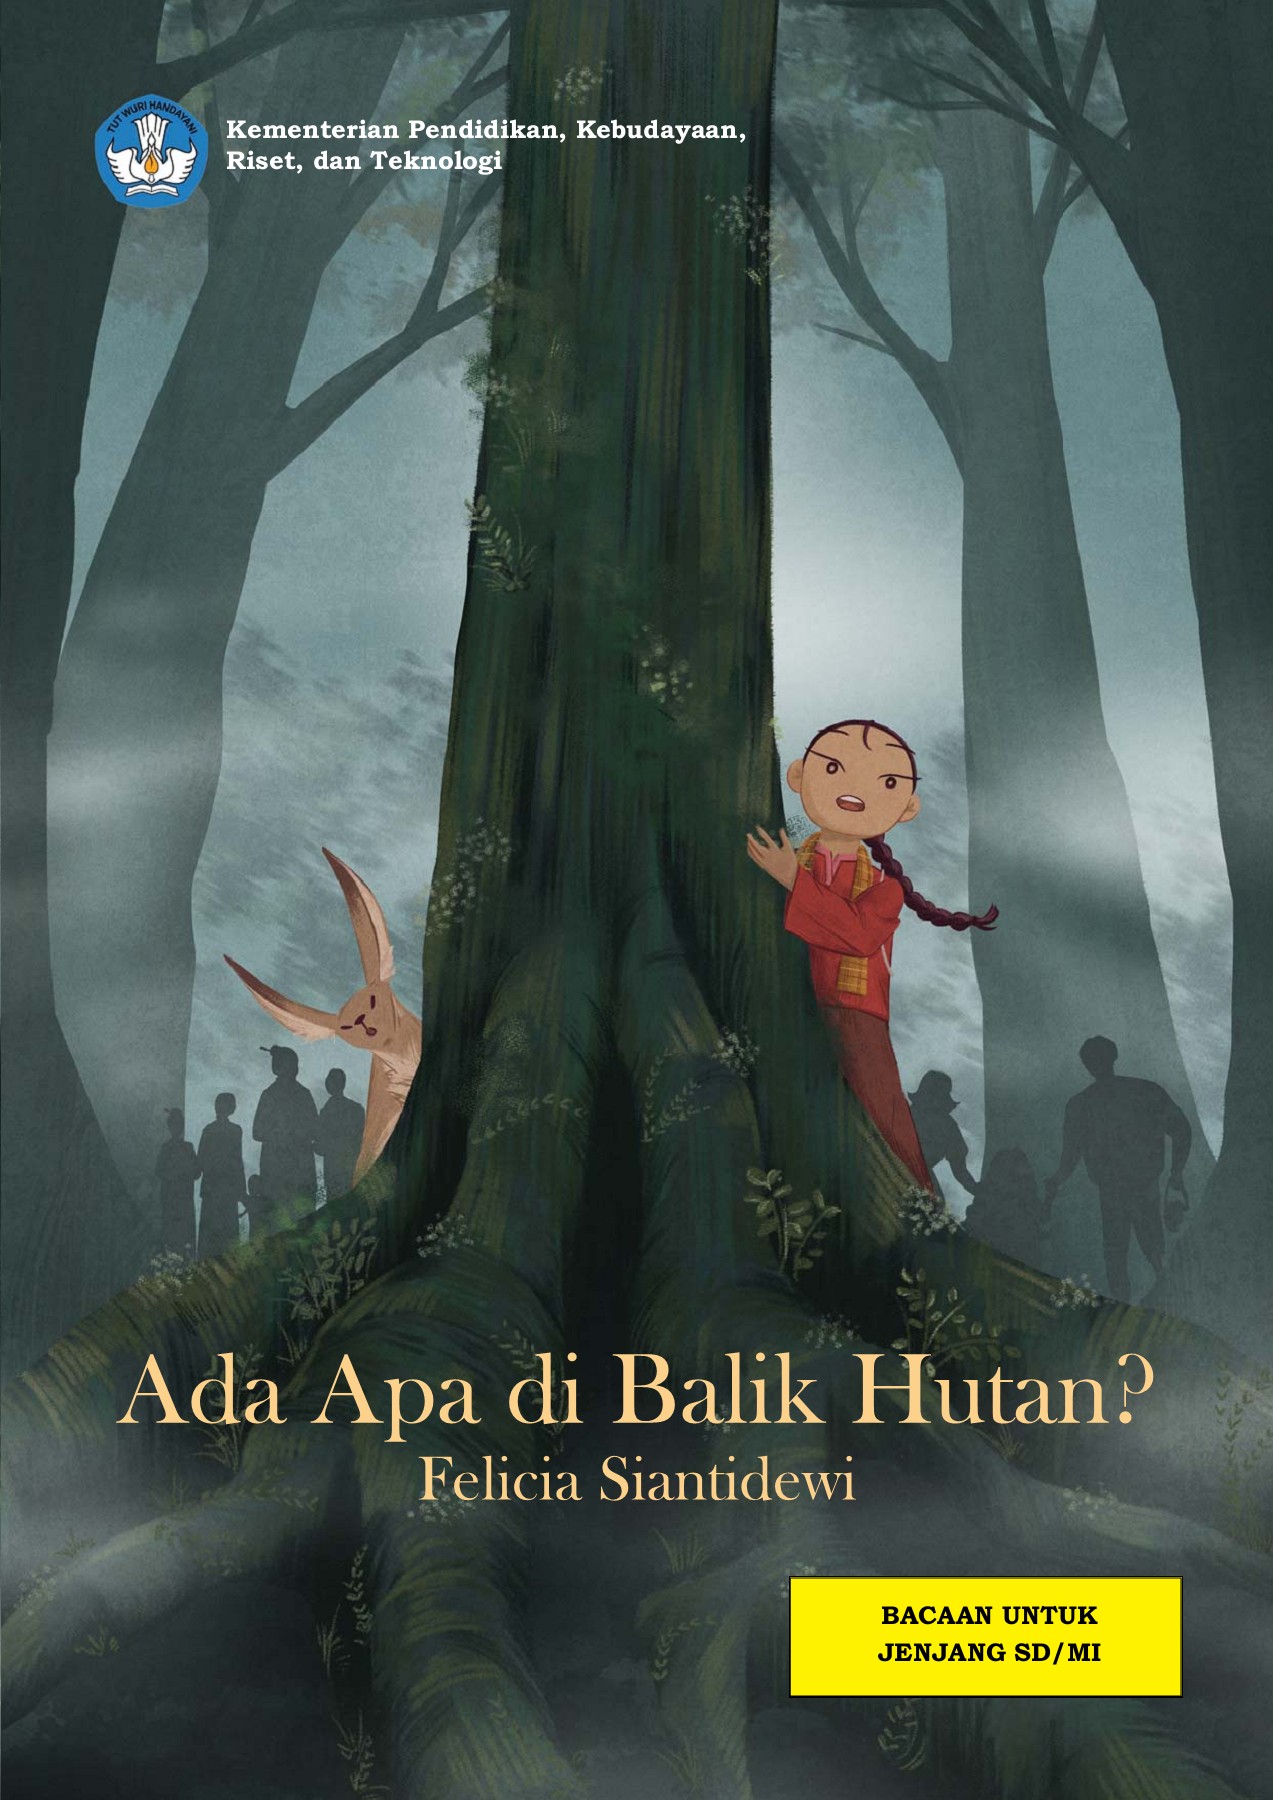 TUT WURI HANDAYANI
Kementerian Pendidikan, Kebudayaan,
Riset, dan Teknologi
Ada Apa di Balik Hutan?
Felicia Siantidewi
BACAAN UNTUK
JENJANG SD/MI